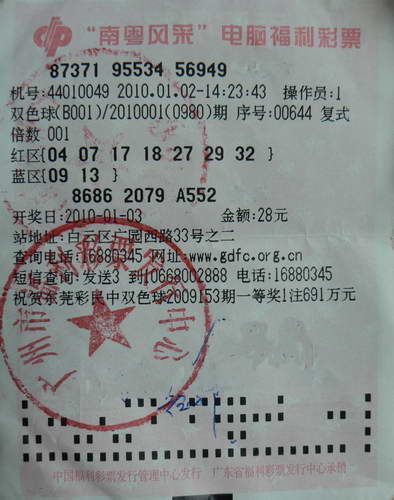 “南粤风采”电脑福利彩票
87371 95534 56949
机号:44010049 2010.01.02-14:23:43 操作员:1
双色球(B001)/2010001(0980)期 序号:00644 复式
倍数 001
红区{04 07 17 18 27 29 32 }
蓝区{09 13 }
8686 2079 A552
开奖日:2010-01-03 金额:28元
站地址:白云区广园西路33号之二
查询电话:16880345 网址:www.gdfc.org.cn
短信查询:发送3 到10668002888 电话:16880345
祝贺东莞彩民中双色球2009153期一等奖1注691万元
中国福利彩票发行管理中心发行 广东省福利彩票发行中心承销